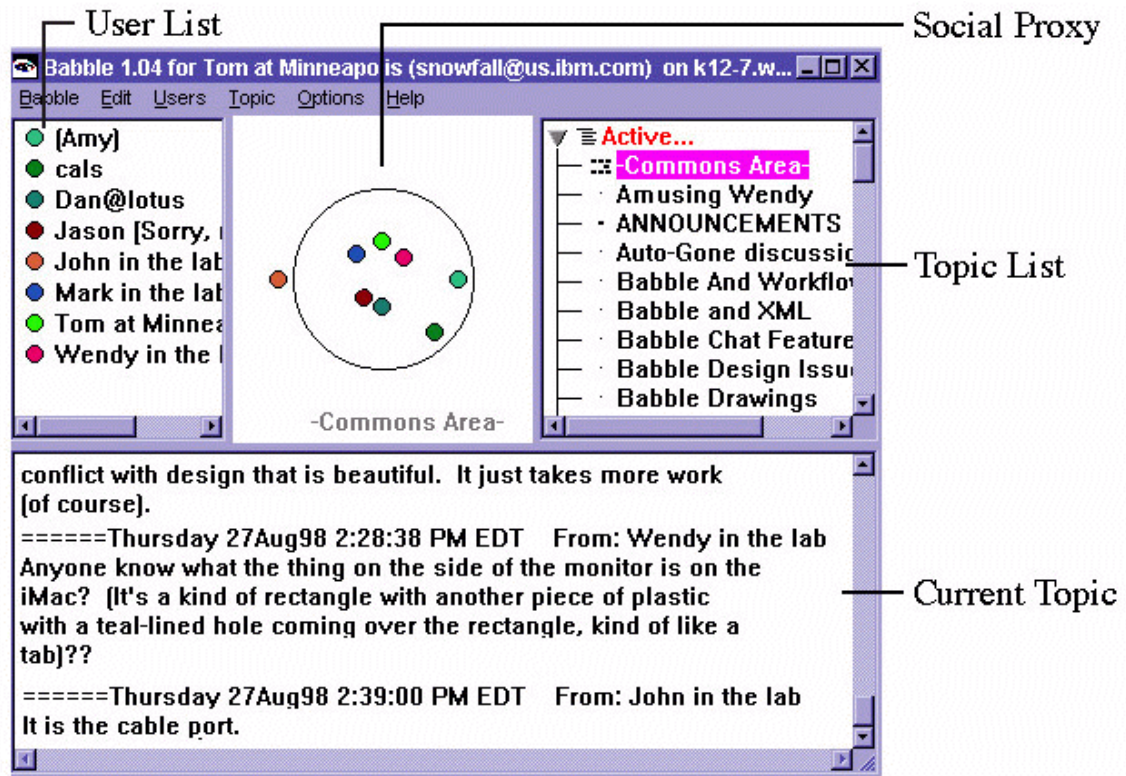 User List
Social Proxy
Babble 1.04 for Tom at Minneapolis (snowfall@us.ibm.com) on k12-7.w...
Babble Edit Users Topic Options Help
(Amy)
cals
Dan@lotus
Jason [Sorry,
John in the lab
Mark in the lab
Tom at Minnea
Wendy in the
-Commons Area-
Active...
-Commons Area-
Amusing Wendy
ANNOUNCEMENTS
Auto-Gone discussic
Babble And Workflo
Babble and XML
Babble Chat Feature
Babble Design Issu
Babble Drawings
Topic List
conflict with design that is beautiful. It just takes more work
(of course).
======Thursday 27Aug98 2:28:38 PM EDT From: Wendy in the lab
Anyone know what the thing on the side of the monitor is on the
iMac? (It's a kind of rectangle with another piece of plastic
with a teal-lined hole coming over the rectangle, kind of like a
tab)??
======Thursday 27Aug98 2:39:00 PM EDT From: John in the lab
It is the cable port.
Current Topic